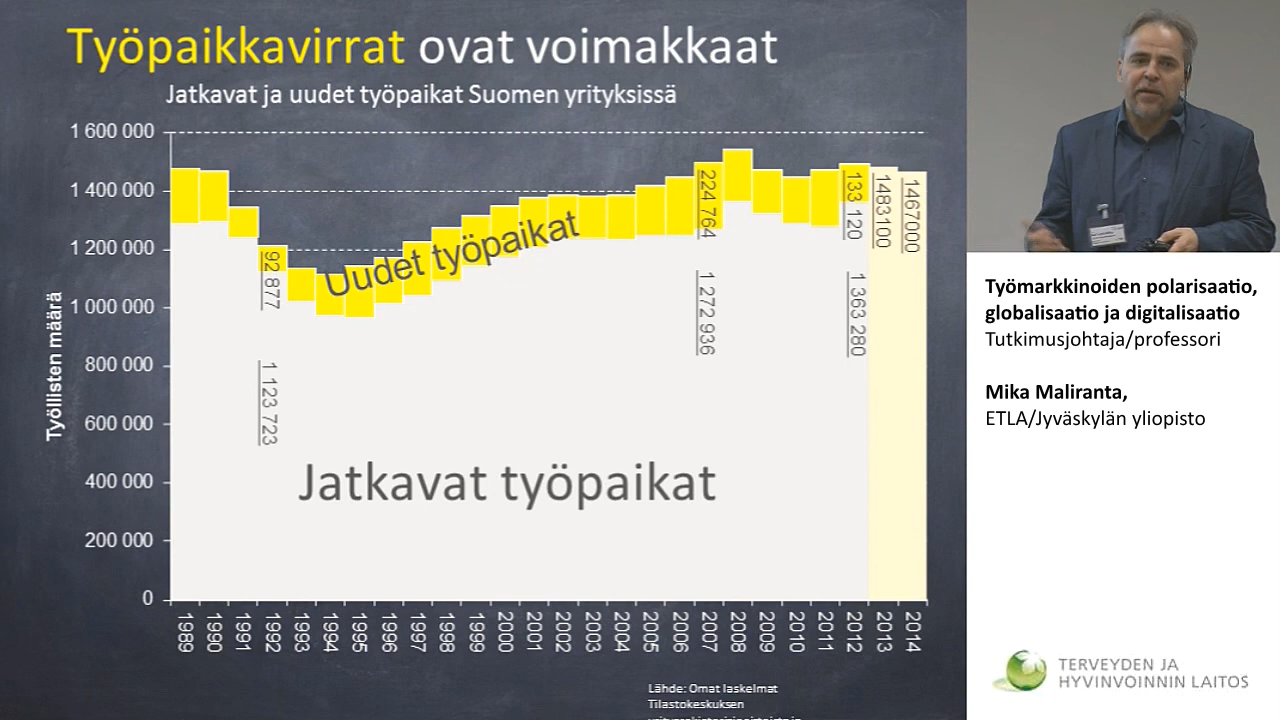 Työpaikkavirrat ovat voimakkaat
Jatkavat ja uudet työpaikat Suomen yrityksissä
1 600 000
1 400 000
1 200 000
1 000 000
800 000
600 000
400 000
200 000
0
Työllisten määrä
92 877
1 123 723
224 764
1 272 936
133 120
1 363 280
1483100
1467000
Uudet työpaikat
Jatkavat työpaikat
1989
1990
1991
1992
1993
1994
1995
1996
1997
1998
1999
2000
2001
2002
2003
2004
2005
2006
2007
2008
2009
2010
2011
2012
2013
2014
Lähde: Omat laskelmat
Tilastokeskuksen
Työmarkkinoiden polarisaatio,
globalisaatio ja digitalisaatio
Tutkimusjohtaja/professori
Mika Maliranta,
ETLA/Jyväskylän yliopisto
TERVEYDEN JA
HYVINVOINNIN LAITOS